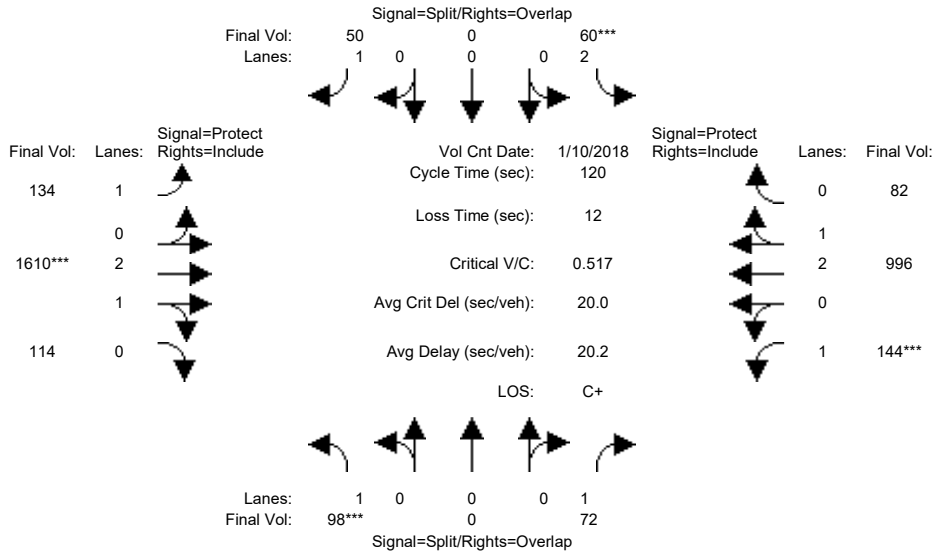 Signal=Split/Rights=Overlap
Final Vol: 50 0 60***
Lanes: 1 0 0 0 2
Signal=Protect
Final Vol: Lanes: Rights=Include
Vol Cnt Date: 1/10/2018
Signal=Protect
Rights=Include Lanes: Final Vol:
Cycle Time (sec): 120
134 1
0 82
Loss Time (sec): 12
0
1
1610*** 2
Critical V/C: 0.517
2 996
1
Avg Crit Del (sec/veh): 20.0
0
114 0
Avg Delay (sec/veh): 20.2
1 144***
LOS: C+
Lanes: 1 0 0 0 1
Final Vol: 98*** 0 72
Signal=Split/Rights=Overlap